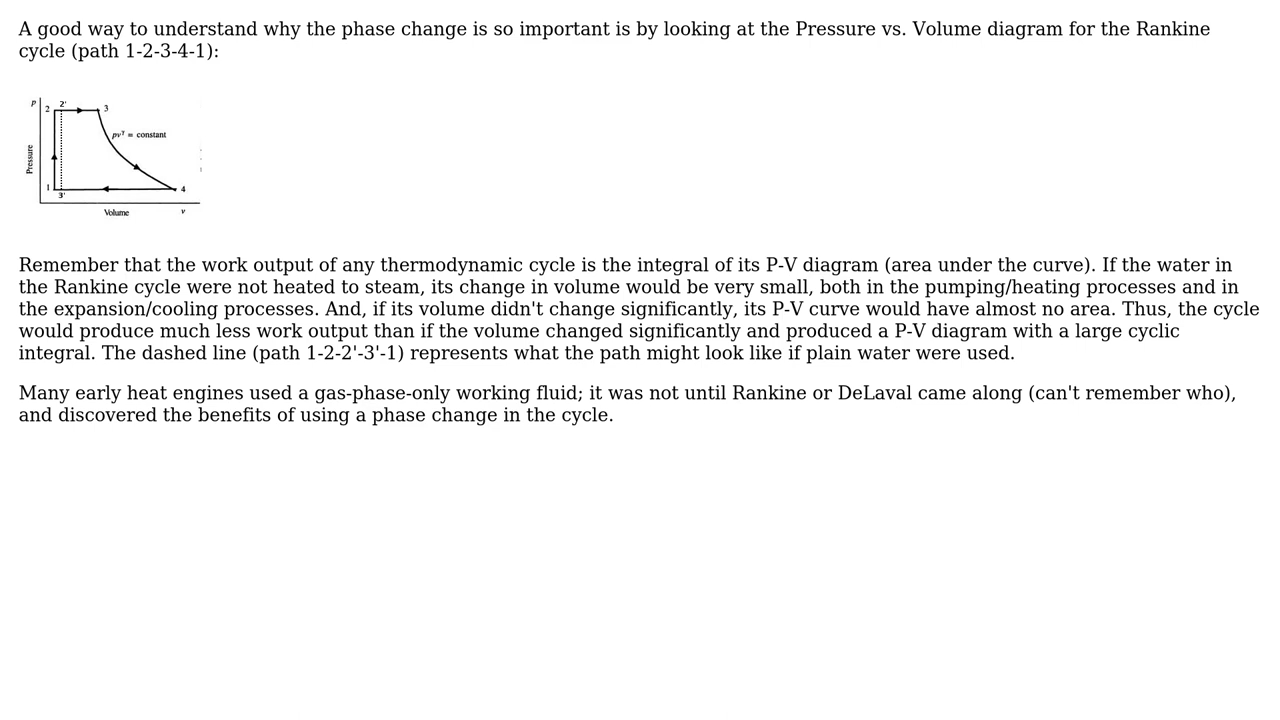 A good way to understand why the phase change is so important is by looking at the Pressure vs. Volume diagram for the Rankine
cycle (path 1-2-3-4-1):
P
2
2'
3
pvγ = constant
Pressure
1
3'
4
Volume
v
Remember that the work output of any thermodynamic cycle is the integral of its P-V diagram (area under the curve). If the water in
the Rankine cycle were not heated to steam, its change in volume would be very small, both in the pumping/heating processes and in
the expansion/cooling processes. And, if its volume didn't change significantly, its P-V curve would have almost no area. Thus, the cycle
would produce much less work output than if the volume changed significantly and produced a P-V diagram with a large cyclic
integral. The dashed line (path 1-2-2'-3'-1) represents what the path might look like if plain water were used.
Many early heat engines used a gas-phase-only working fluid; it was not until Rankine or DeLaval came along (can't remember who),
and discovered the benefits of using a phase change in the cycle.